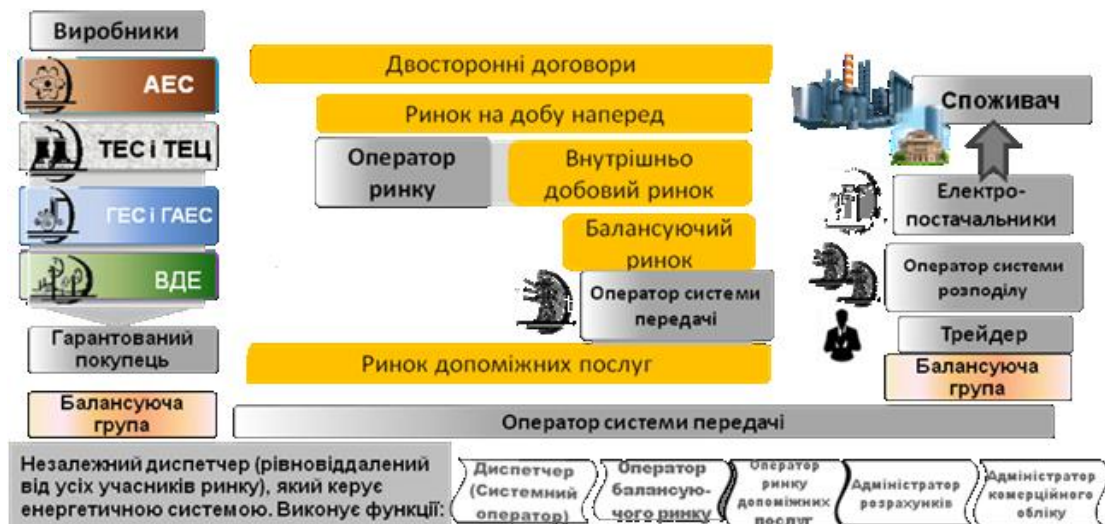 Виробники
АЕС
ТЕС і ТЕЦ
ГЕС і ГАЕС
ВДЕ
Гарантований
покупець
Балансуюча
група
Двосторонні договори
Ринок на добу наперед
Оператор
ринку
Внутрішньо
добовий ринок
Балансуючий
ринок
Оператор системи
передачі
Ринок допоміжних послуг
Споживач
Електро-
постачальники
Оператор системи
розподілу
Трейдер
Балансуюча
група
Оператор системи передачі
Незалежний диспетчер (рівновіддалений
від усіх учасників ринку), який керує
енергетичною системою. Виконує функції:
Диспетчер
(Системний
оператор)
Оператор
балансую-
чого ринку
Оператор
ринку
допоміжних
послуг
Адміністратор
розрахунків
Адміністратор
комерційного
обліку